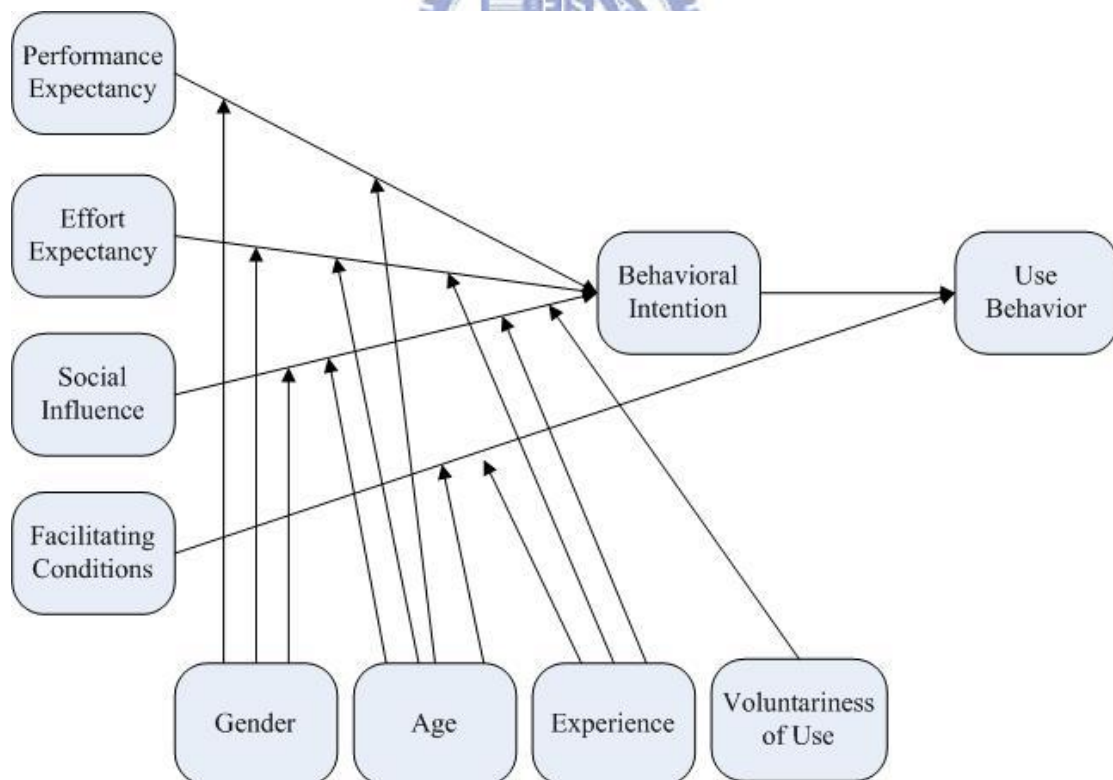 Performance
Expectancy
Effort
Expectancy
Social
Influence
Facilitating
Conditions
Behavioral
Intention
Use
Behavior
Gender
Age
Experience
Voluntariness
of Use